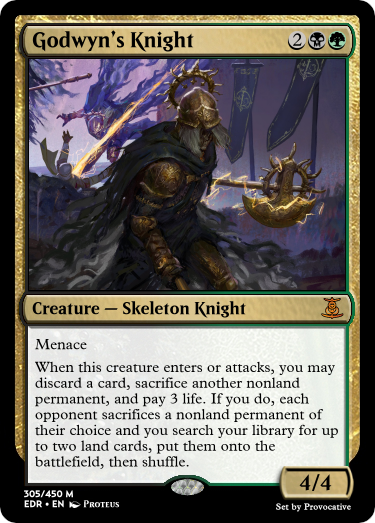 Godwyn's Knight 2
Creature — Skeleton Knight
Menace
When this creature enters or attacks, you may
discard a card, sacrifice another nonland
permanent, and pay 3 life. If you do, each
opponent sacrifices a nonland permanent of
their choice and you search your library for up
to two land cards, put them onto the
battlefield, then shuffle.
4/4
305/450 M
EDR • EN Proteus
Set by Provocative